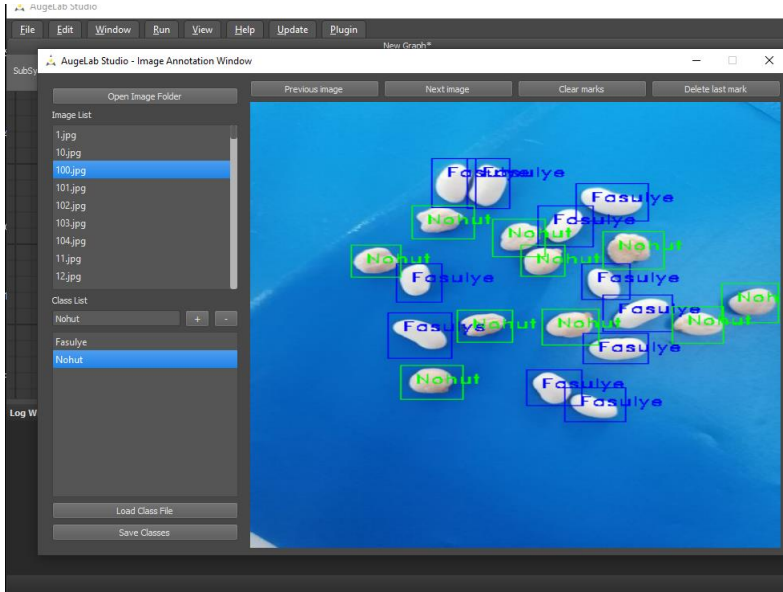 AugeLab Studio
File Edit Window Run View Help Update Plugin
New Graph*
SubSy
AugeLab Studio - Image Annotation Window
Open Image Folder
Previous image Next image Clear marks Delete last mark
Image List
1.jpg
10.jpg
100.jpg
101.jpg
102.jpg
103.jpg
104.jpg
11.jpg
12.jpg
Class List
Nohut + -
Fasulye
Nohut
Load Class File
Save Classes
Log W
Fasulye
Fasulye
Nohut
Nohut
Fasulye
Nohut
Nohut
Nohut
Fasulye
Fasulye
Noh
Fasulye
Nohut
Nohut
Nohut
Fasulye
Nohut
Fasulye
Fasulye